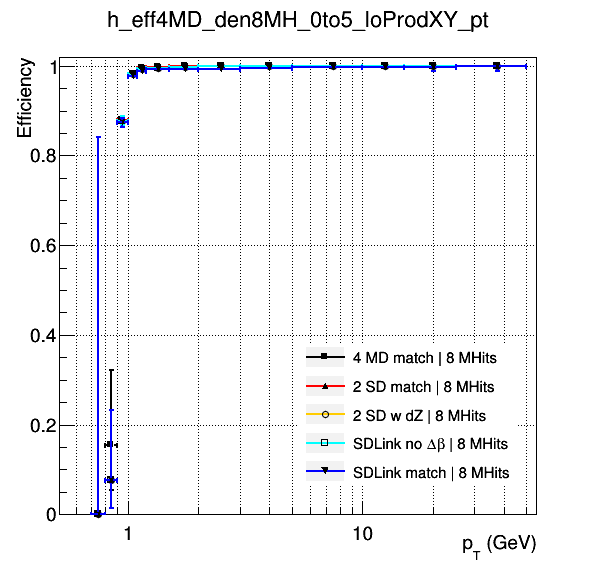 h_eff4MD_den8MH_0to5_loProdXY_pt
Efficiency
1
0.8
0.6
0.4
0.2
0
4 MD match | 8 MHits
2 SD match | 8 MHits
2 SD w dZ | 8 MHits
SDLink no Δβ | 8 MHits
SDLink match | 8 MHits
1
10
p_T (GeV)